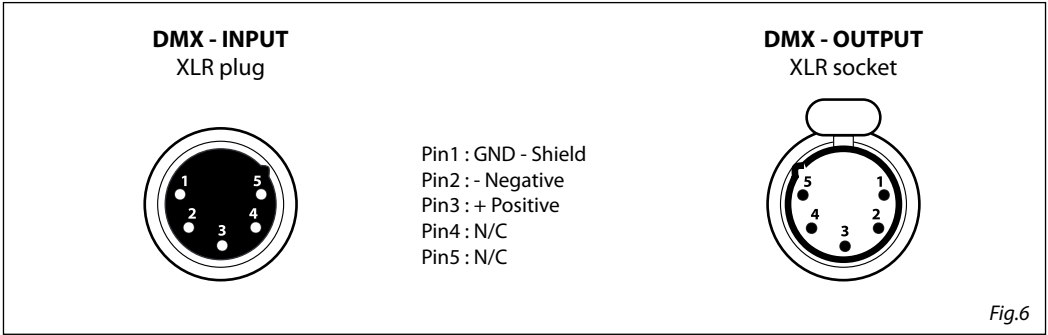 DMX - INPUT
XLR plug
1
5
2
4
3
Pin1 : GND - Shield
Pin2 : - Negative
Pin3 : + Positive
Pin4 : N/C
Pin5 : N/C
DMX - OUTPUT
XLR socket
5
1
4
2
3
Fig.6